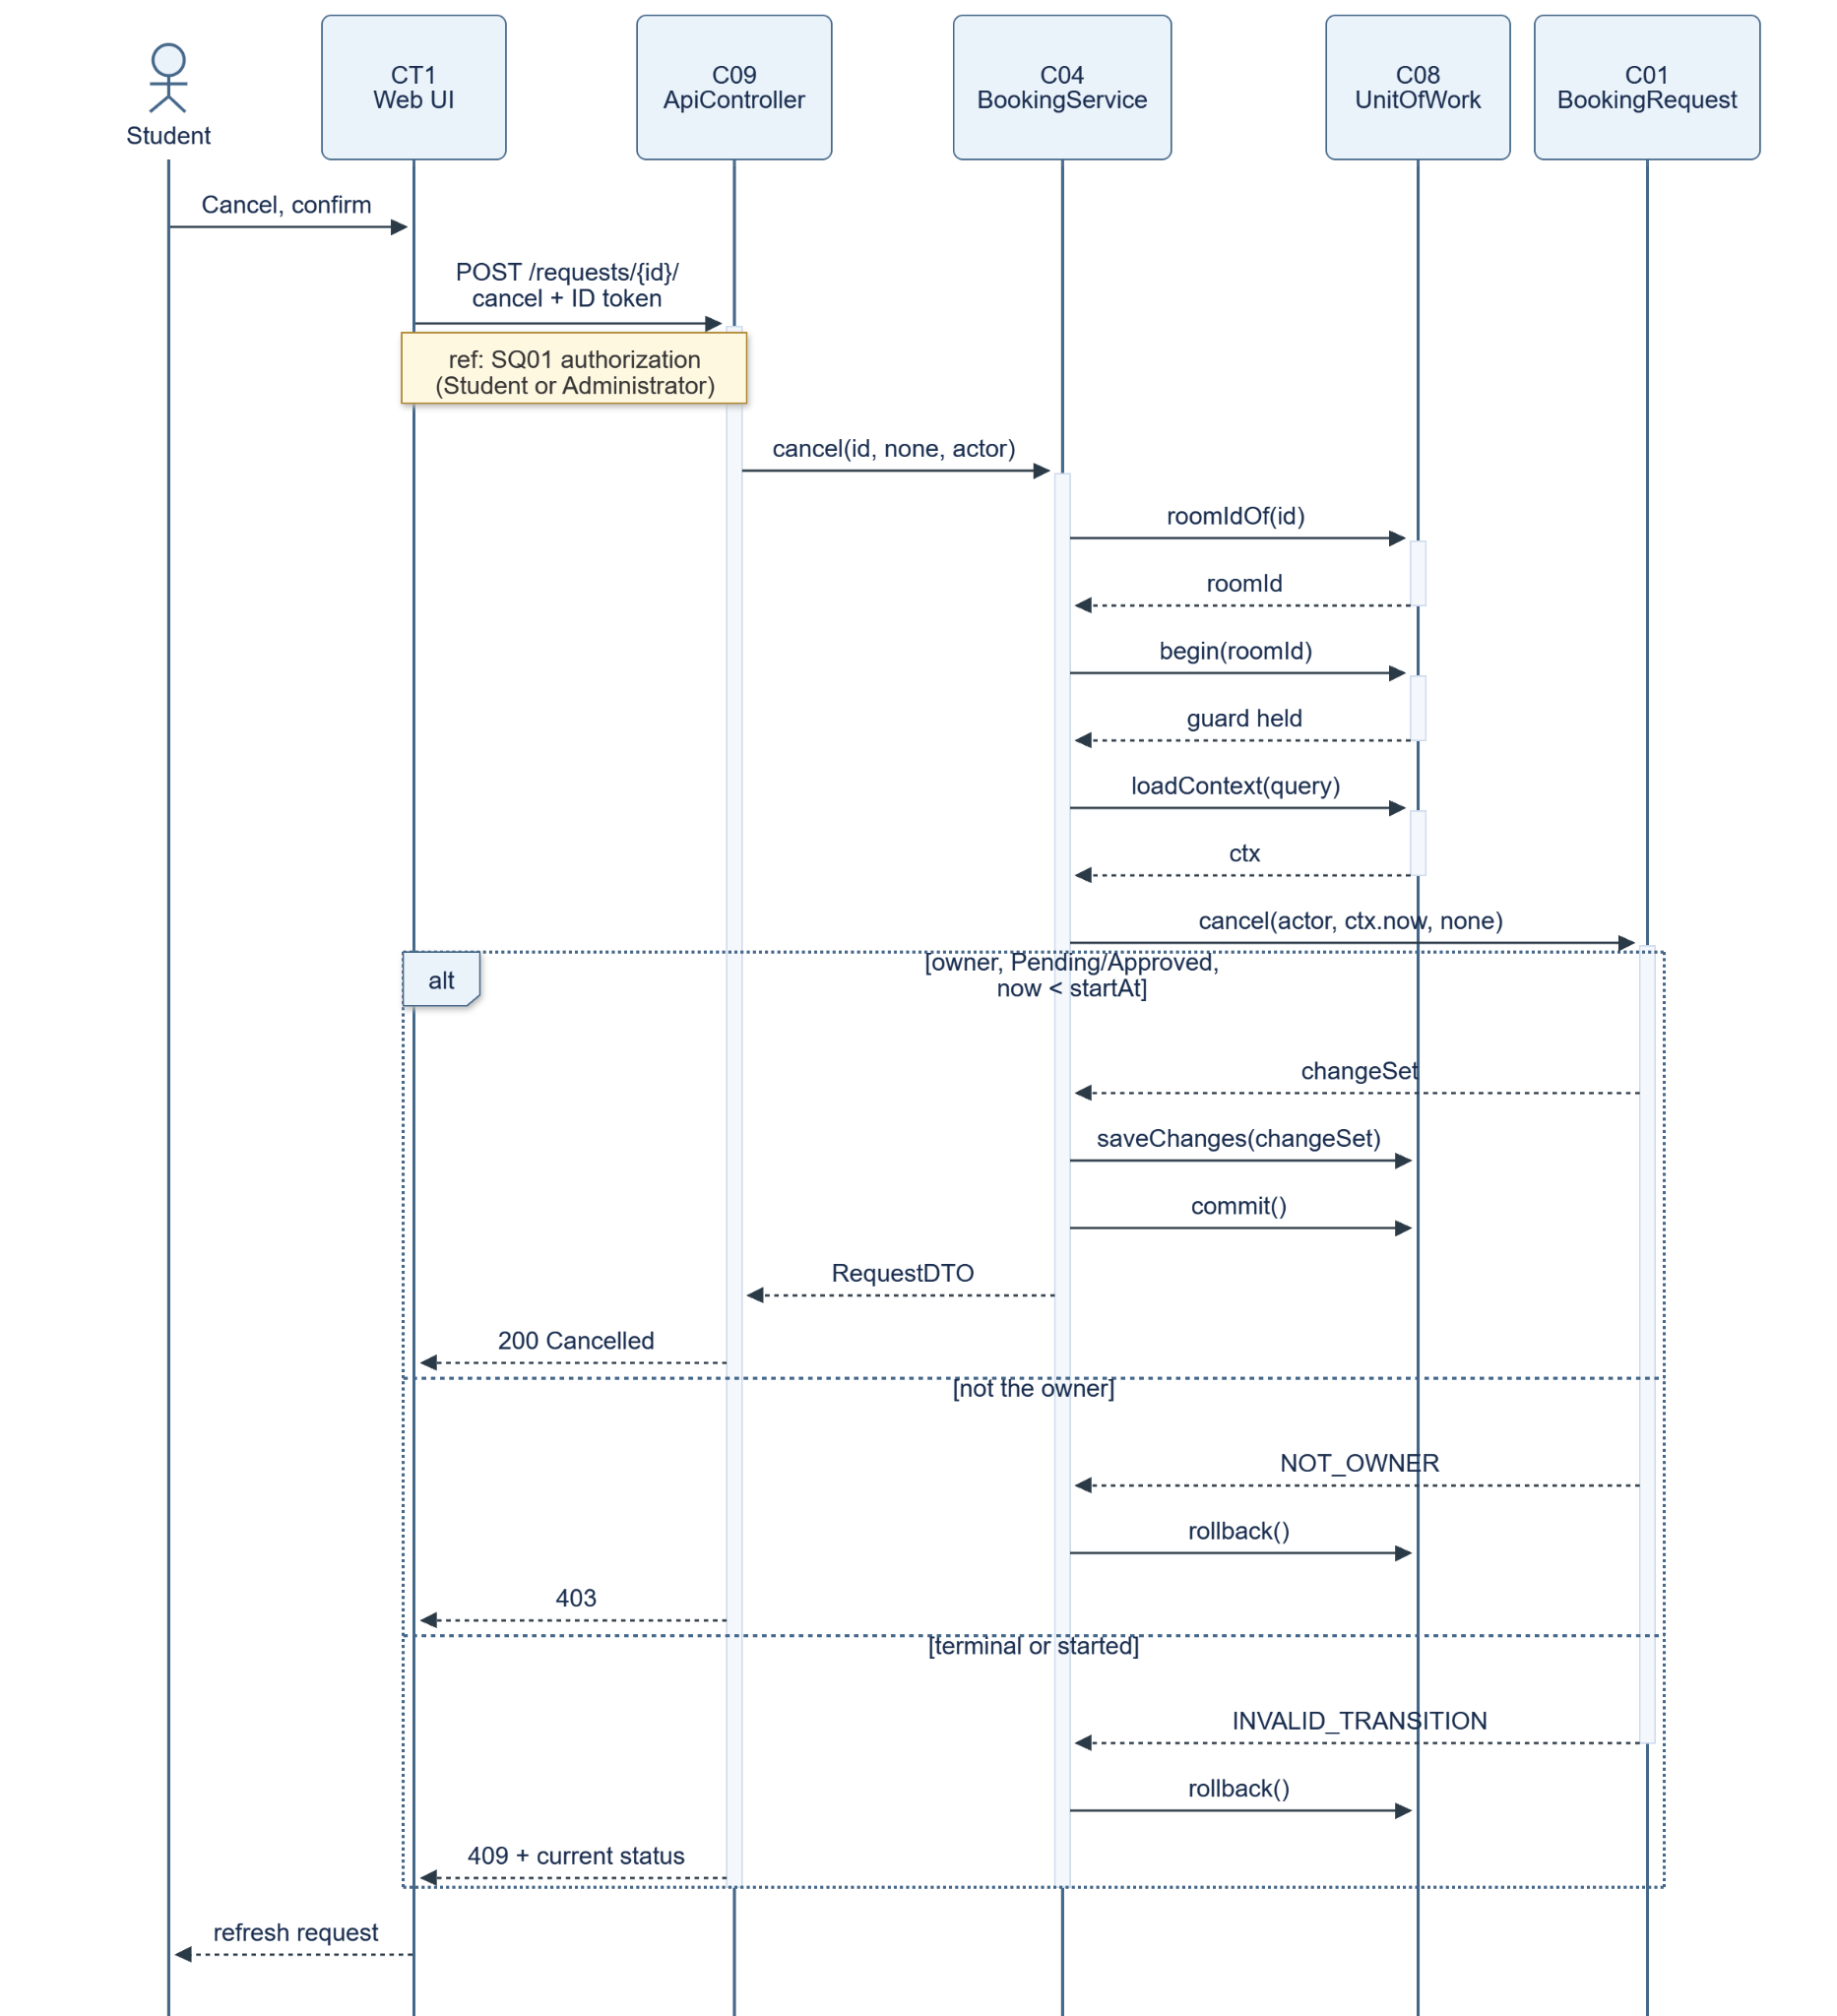 Student
CT1
Web UI
C09
ApiController
C04
BookingService
C08
UnitOfWork
C01
BookingRequest
Cancel, confirm
POST /requests/{id}/
cancel + ID token
ref: SQ01 authorization
(Student or Administrator)
cancel(id, none, actor)
roomIdOf(id)
roomId
begin(roomId)
guard held
loadContext(query)
ctx
cancel(actor, ctx.now, none)
alt
[owner, Pending/Approved,
now < startAt]
changeSet
saveChanges(changeSet)
commit()
RequestDTO
200 Cancelled
[not the owner]
NOT_OWNER
rollback()
403
[terminal or started]
INVALID_TRANSITION
rollback()
409 + current status
refresh request